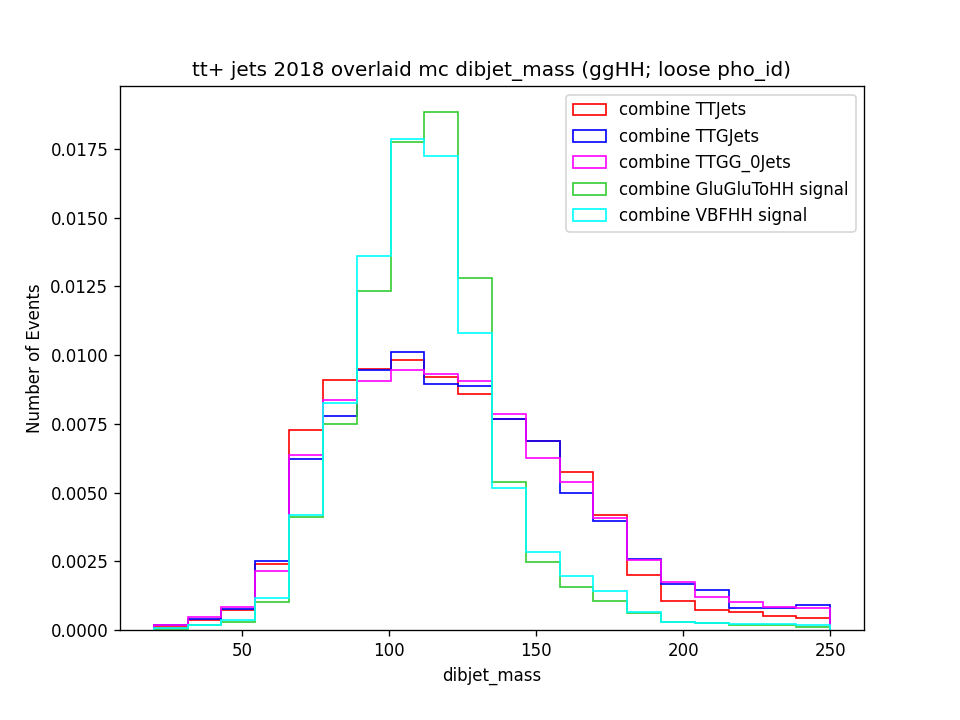 tt+ jets 2018 overlaid mc dibjet_mass (ggHH; loose pho_id)
combine TTJets
combine TTGJets
combine TTGG_0Jets
combine GluGluToHH signal
combine VBFHH signal
Number of Events
0.0175
0.0150
0.0125
0.0100
0.0075
0.0050
0.0025
0.0000
50
100
150
200
250
dibjet_mass